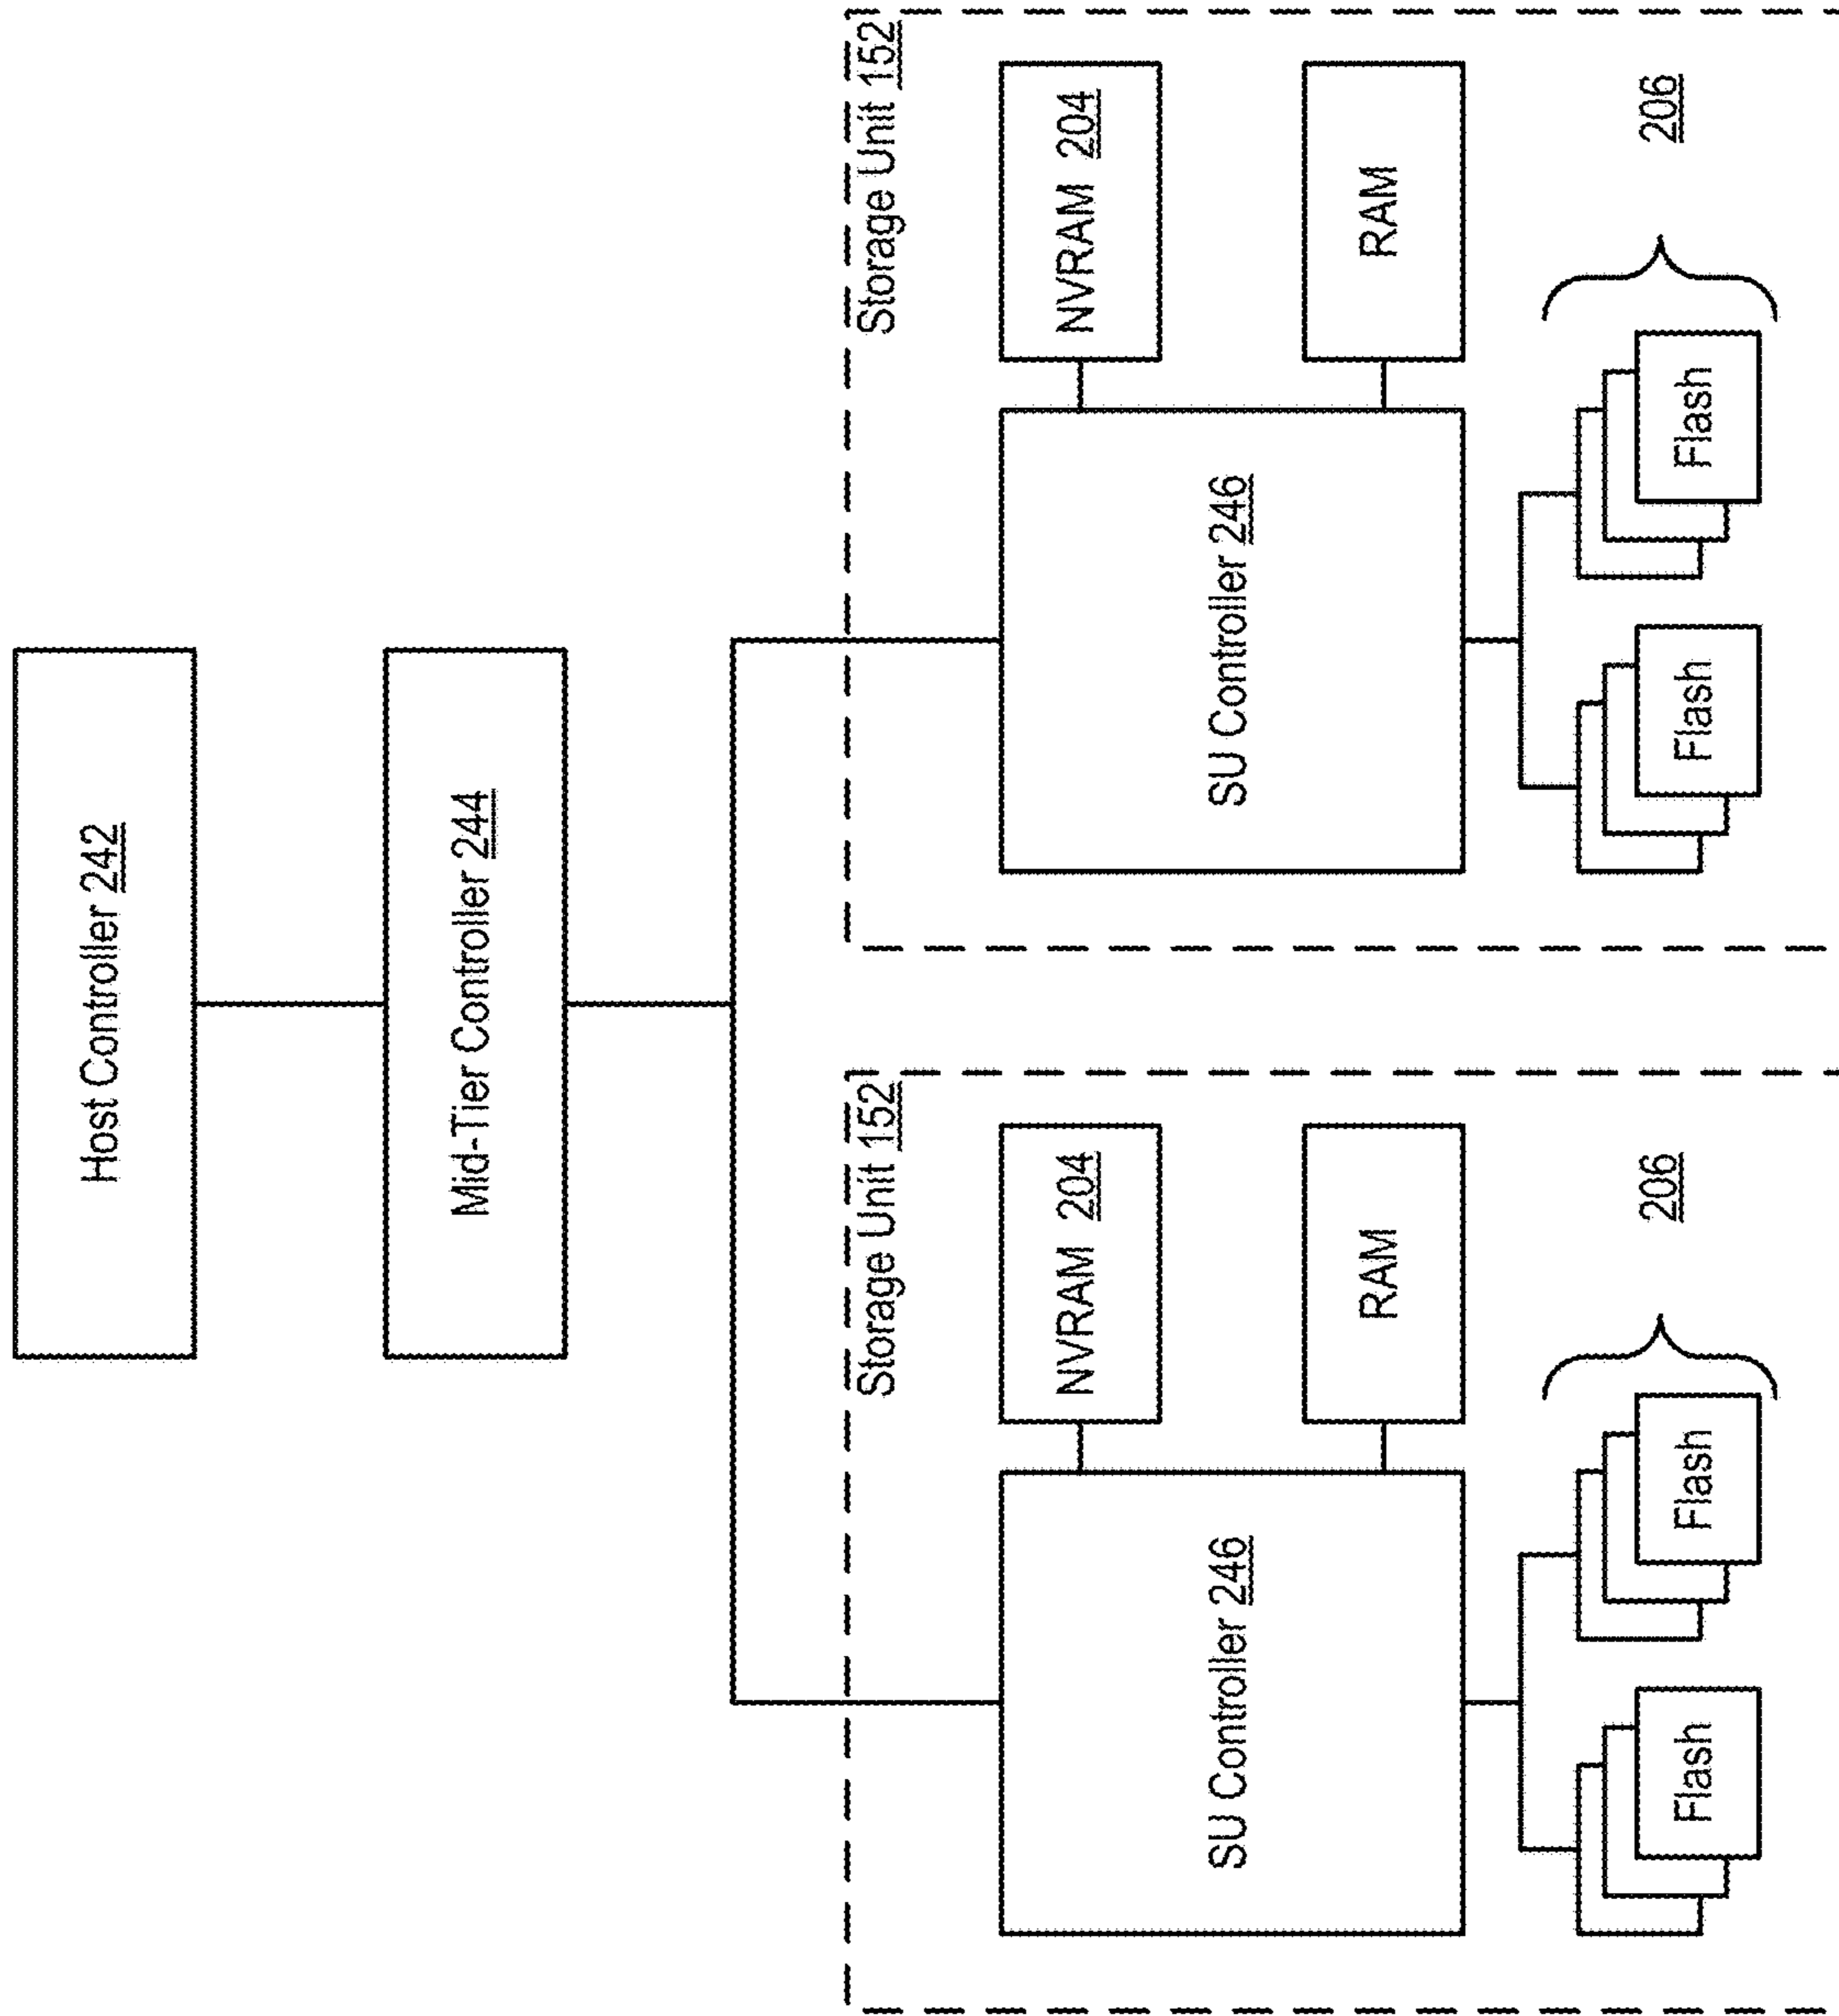 Host Controller 242
Mid-Tier Controller 244
Storage Unit 152
SU Controller 246
NVRAM 204
RAM
Flash
Flash
206
Storage Unit 152
SU Controller 246
NVRAM 204
RAM
Flash
Flash
206